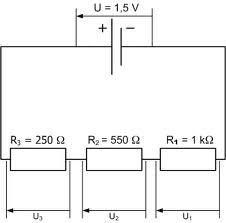 U = 1,5 V
+ −
R₃ = 250 Ω R₂ = 550 Ω R₁ = 1 kΩ
U₃ U₂ U₁